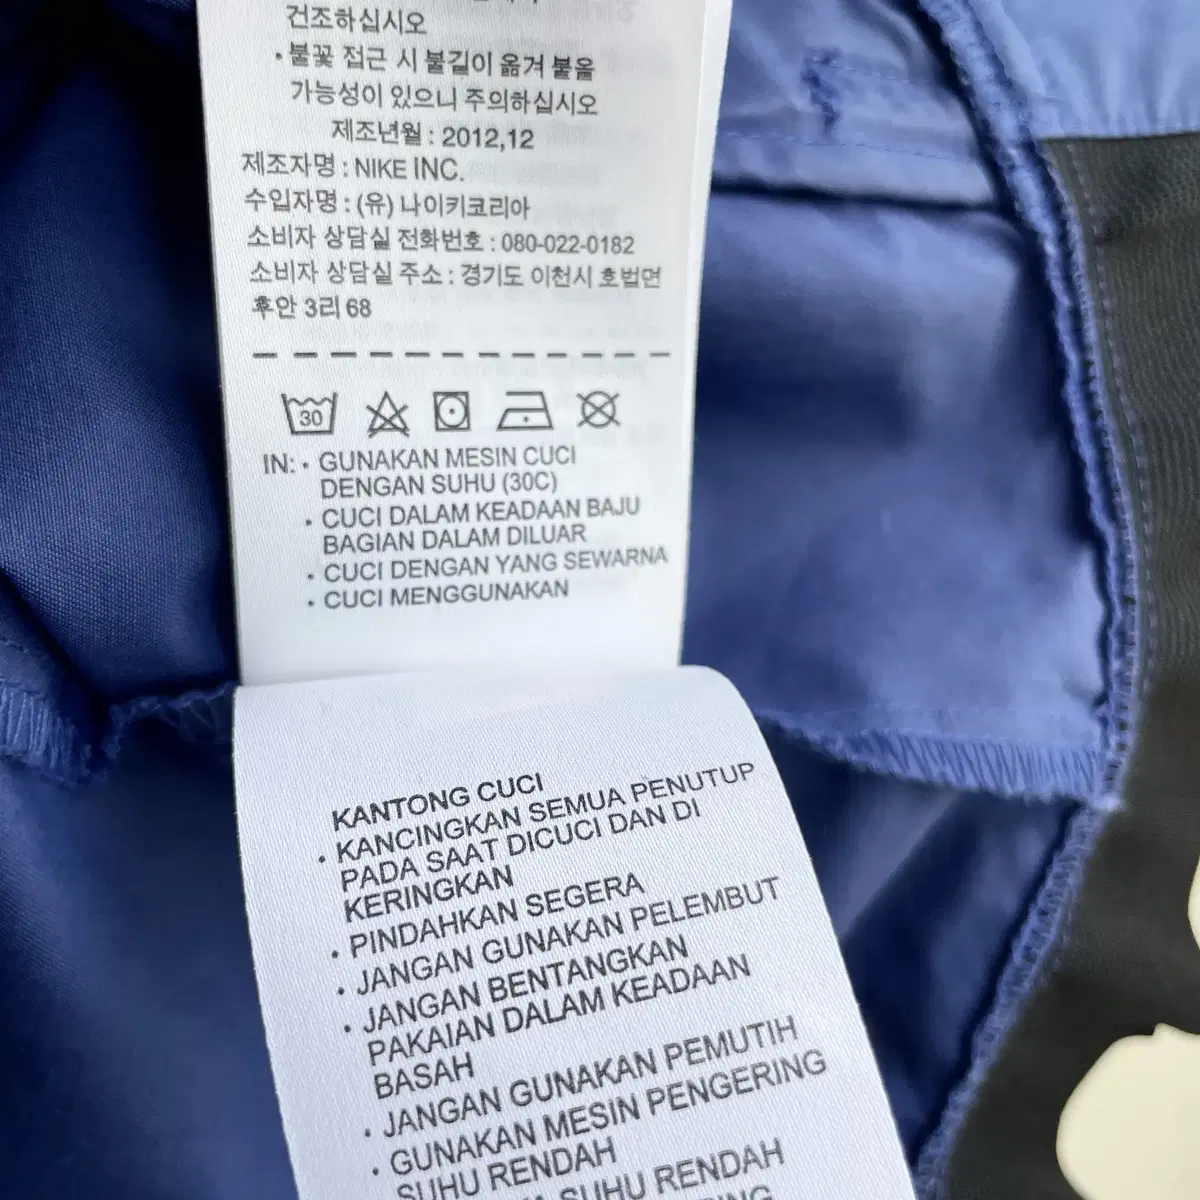 건조하십시오
• 불꽃 접근 시 불길이 옮겨 붙을
가능성이 있으니 주의하십시오
제조년월 : 2012,12
제조자명 : NIKE INC.
수입자명 : (유) 나이키코리아
소비자 상담실 전화번호 : 080-022-0182
소비자 상담실 주소 : 경기도 이천시 호법면
후안 3리 68
30
IN: • GUNAKAN MESIN CUCI
DENGAN SUHU (30C)
• CUCI DALAM KEADAAN BAJU
BAGIAN DALAM DILUAR
• CUCI DENGAN YANG SEWARNA
• CUCI MENGGUNAKAN
KANTONG CUCI
• KANCINGKAN SEMUA PENUTUP
PADA SAAT DICUCI DAN DI
KERINGKAN
• PINDAHKAN SEGERA
• JANGAN GUNAKAN PELEMBUT
• JANGAN BENTANGKAN
PAKAIAN DALAM KEADAAN
BASAH
• JANGAN GUNAKAN PEMUTIH
• GUNAKAN MESIN PENGERING
SUHU RENDAH
SUHU RENDAH